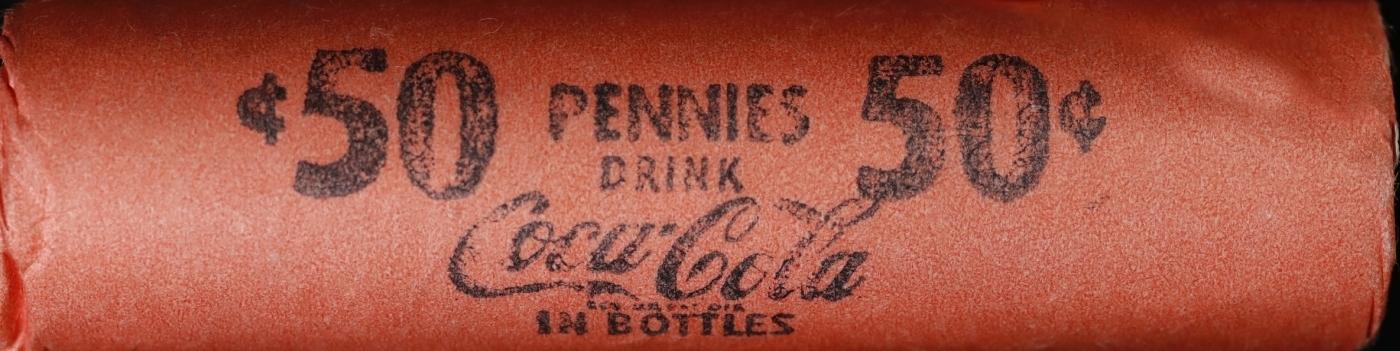 ¢50 PENNIES 50¢
DRINK
Coca-Cola
IN BOTTLES